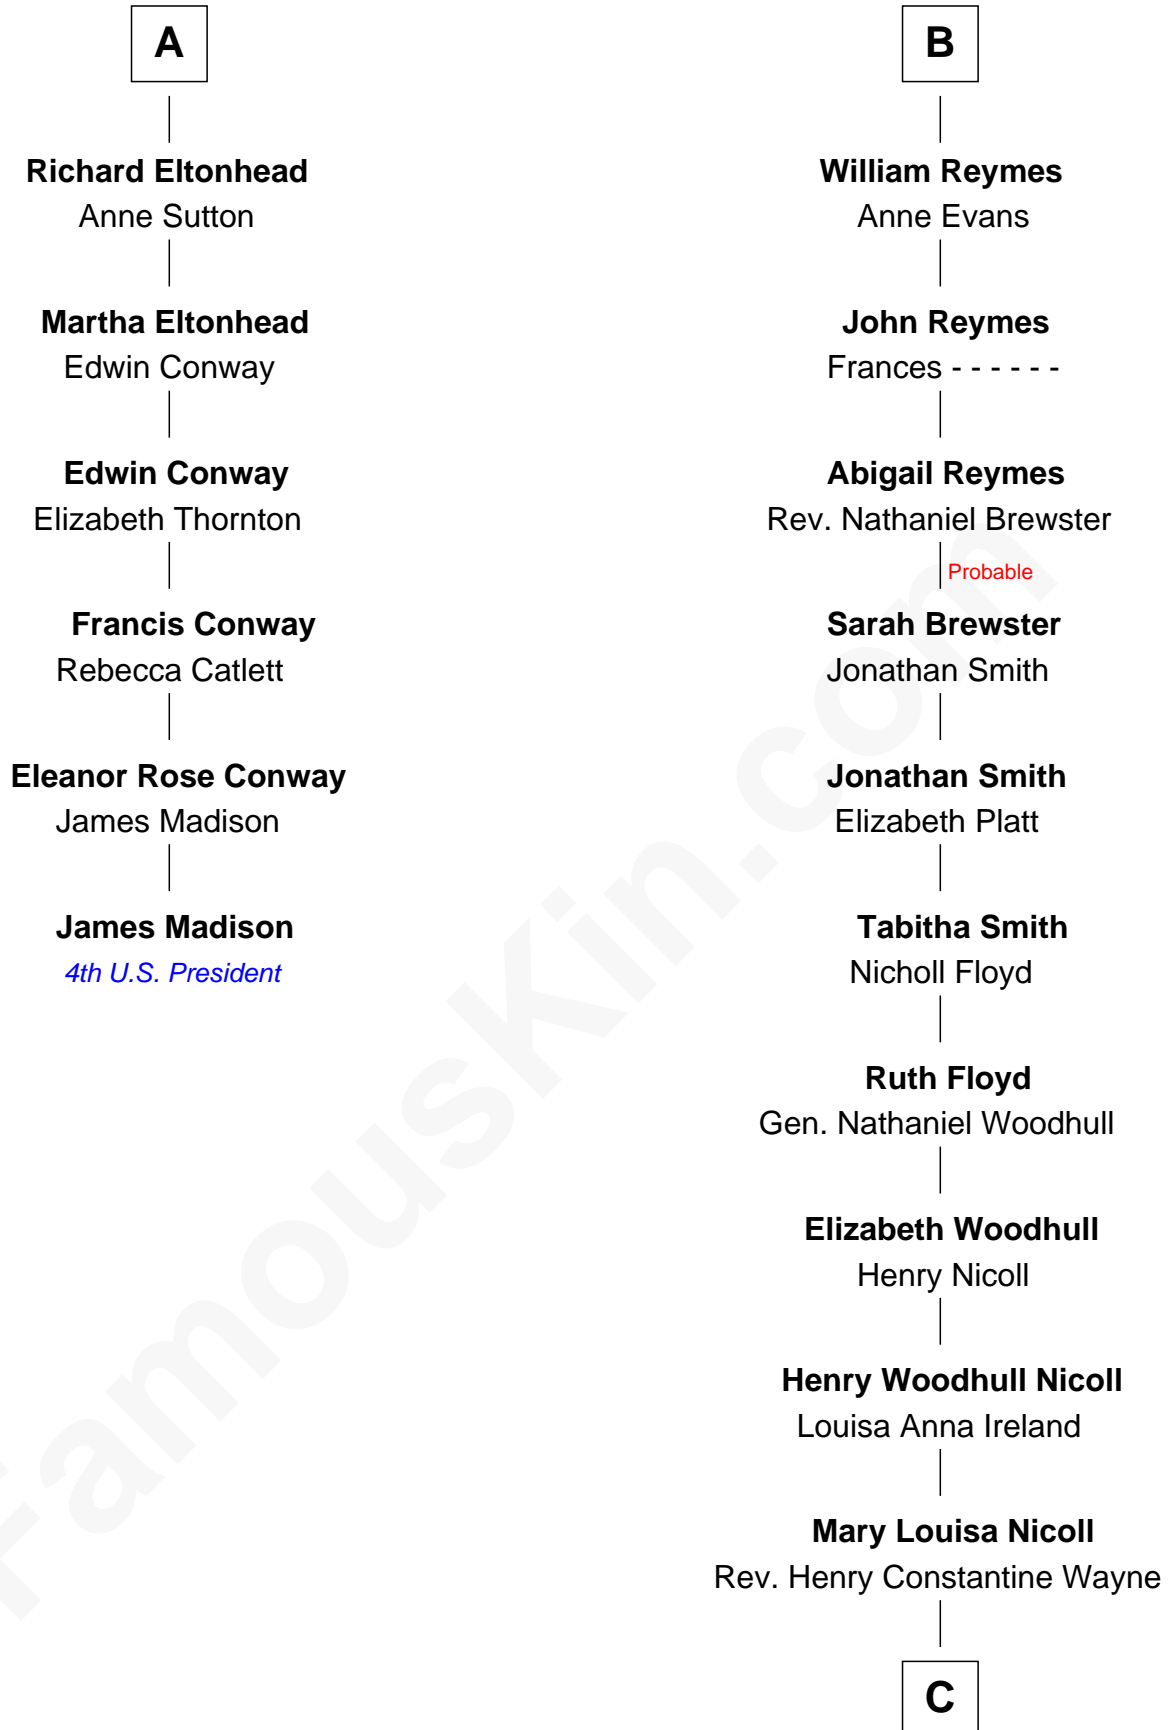 A
Richard Eltonhead
Anne Sutton
Martha Eltonhead
Edwin Conway
Edwin Conway
Elizabeth Thornton
Francis Conway
Rebecca Catlett
Eleanor Rose Conway
James Madison
James Madison
4th U.S. President
B
William Reymes
Anne Evans
John Reymes
Frances - - - - - -
Abigail Reymes
Rev. Nathaniel Brewster
Probable
Sarah Brewster
Jonathan Smith
Jonathan Smith
Elizabeth Platt
Tabitha Smith
Nicholl Floyd
Ruth Floyd
Gen. Nathaniel Woodhull
Elizabeth Woodhull
Henry Nicoll
Henry Woodhull Nicoll
Louisa Anna Ireland
Mary Louisa Nicoll
Rev. Henry Constantine Wayne
C
FamousKin.com